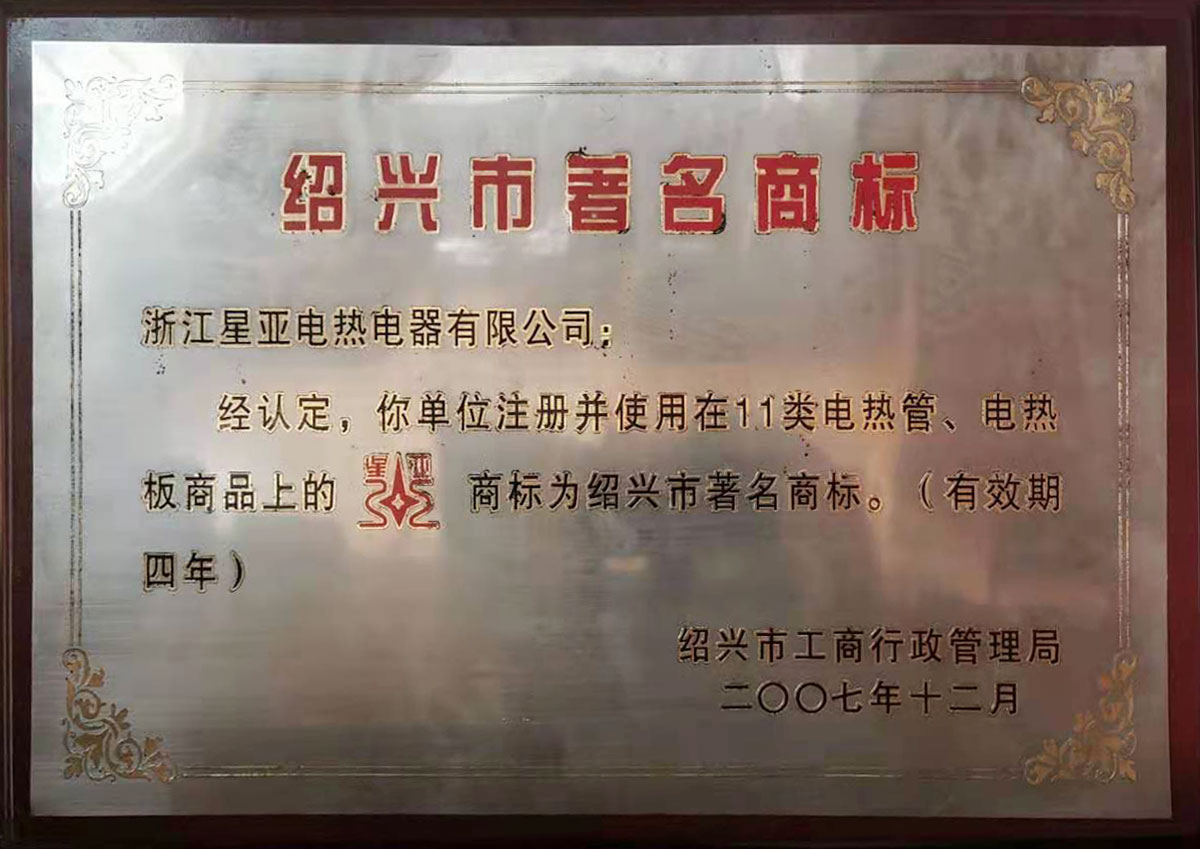 绍兴市著名商标
浙江星亚电热电器有限公司：
经认定，你单位注册并使用在11类电热管、电热
板商品上的 星亚 商标为绍兴市著名商标。（有效期
四年）
绍兴市工商行政管理局
二〇〇七年十二月